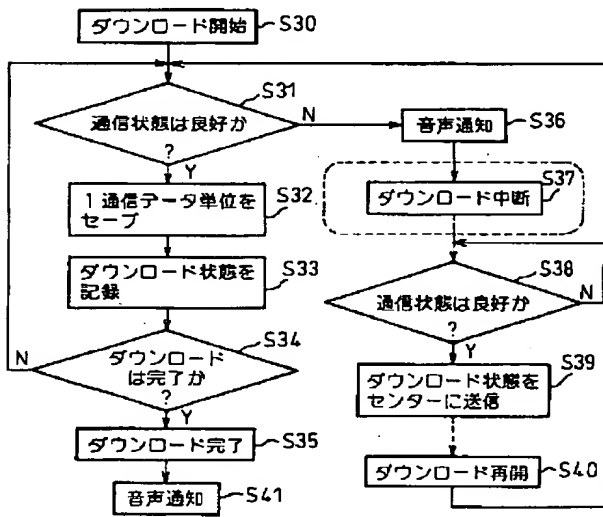 ダウンロード開始
S30
S31
通信状態は良好か
?
N
Y
1通信データ単位を
セーブ
S32
ダウンロード状態を
記録
S33
S34
ダウンロード
は完了か
?
N
Y
ダウンロード完了
S35
音声通知
S41
音声通知
S36
S37
ダウンロード中断
S38
通信状態は良好か
?
N
Y
ダウンロード状態を
センターに送信
S39
ダウンロード再開
S40